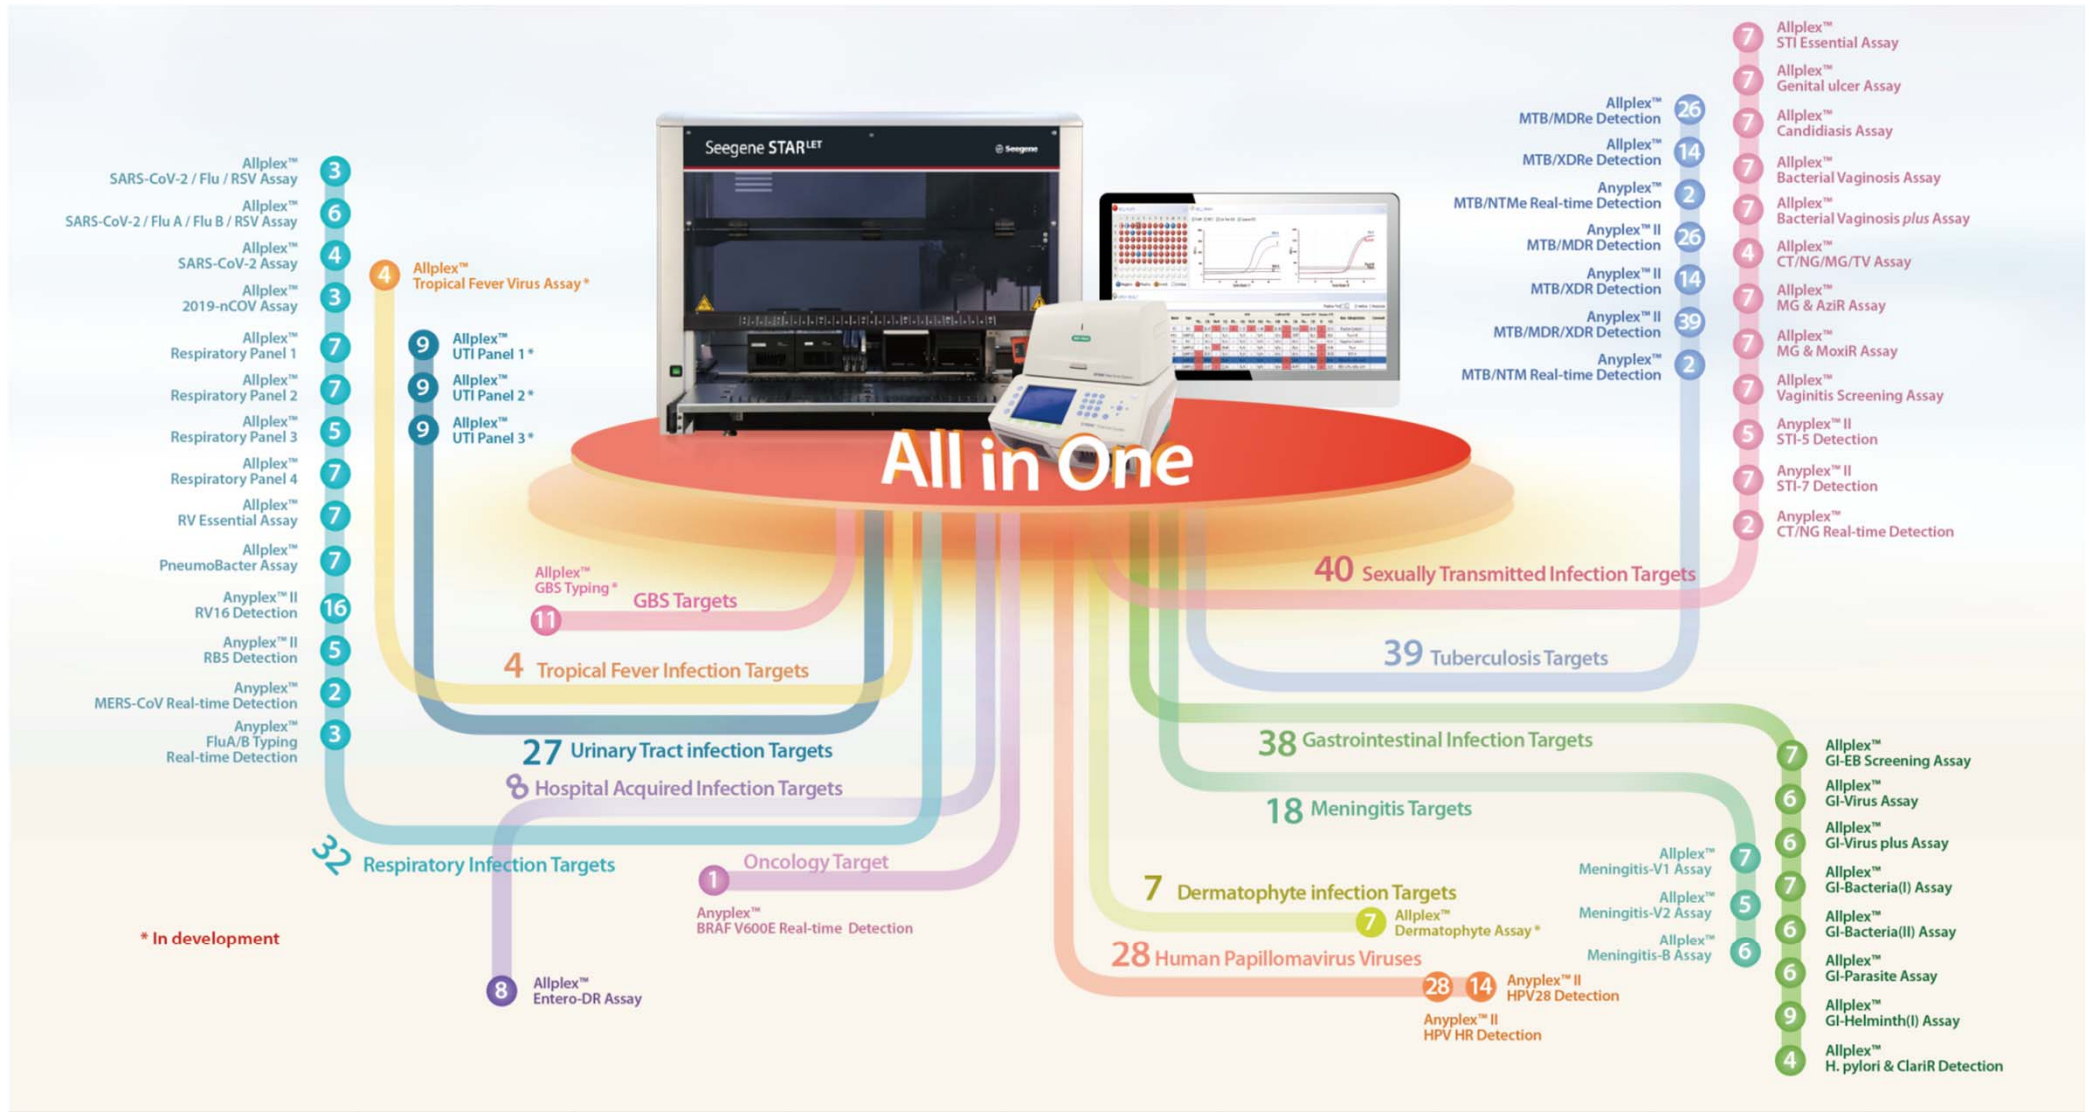 Seegene STARLET
Seegene
All in One
3
Allplex™
SARS-CoV-2 / Flu / RSV Assay
6
Allplex™
SARS-CoV-2 / Flu A / Flu B / RSV Assay
4
Allplex™
SARS-CoV-2 Assay
3
Allplex™
2019-nCOV Assay
7
Allplex™
Respiratory Panel 1
7
Allplex™
Respiratory Panel 2
5
Allplex™
Respiratory Panel 3
7
Allplex™
Respiratory Panel 4
7
Allplex™
RV Essential Assay
7
Allplex™
PneumoBacter Assay
16
Anyplex™ II
RV16 Detection
5
Anyplex™ II
RB5 Detection
2
Anyplex™
MERS-CoV Real-time Detection
3
Anyplex™
FluA/B Typing
Real-time Detection
32 Respiratory Infection Targets
4
Allplex™
Tropical Fever Virus Assay *
9
Allplex™
UTI Panel 1 *
9
Allplex™
UTI Panel 2 *
9
Allplex™
UTI Panel 3 *
Allplex™
GBS Typing *
11
GBS Targets
4 Tropical Fever Infection Targets
27 Urinary Tract infection Targets
8 Hospital Acquired Infection Targets
8
Allplex™
Entero-DR Assay
Oncology Target
1
Anyplex™
BRAF V600E Real-time Detection
* In development
26
Allplex™
MTB/MDRe Detection
14
Allplex™
MTB/XDRe Detection
2
Anyplex™
MTB/NTMe Real-time Detection
26
Anyplex™ II
MTB/MDR Detection
14
Anyplex™ II
MTB/XDR Detection
39
Anyplex™ II
MTB/MDR/XDR Detection
2
Anyplex™
MTB/NTM Real-time Detection
7
Allplex™
STI Essential Assay
7
Allplex™
Genital ulcer Assay
7
Allplex™
Candidiasis Assay
7
Allplex™
Bacterial Vaginosis Assay
7
Allplex™
Bacterial Vaginosis plus Assay
4
Allplex™
CT/NG/MG/TV Assay
7
Allplex™
MG & AziR Assay
7
Allplex™
MG & MoxiR Assay
7
Allplex™
Vaginitis Screening Assay
5
Anyplex™ II
STI-5 Detection
7
Anyplex™ II
STI-7 Detection
2
Anyplex™
CT/NG Real-time Detection
40 Sexually Transmitted Infection Targets
39 Tuberculosis Targets
38 Gastrointestinal Infection Targets
18 Meningitis Targets
7
Allplex™
GI-EB Screening Assay
6
Allplex™
GI-Virus Assay
6
Allplex™
GI-Virus plus Assay
7
Allplex™
GI-Bacteria(I) Assay
6
Allplex™
GI-Bacteria(II) Assay
6
Allplex™
GI-Parasite Assay
9
Allplex™
GI-Helminth(I) Assay
4
Allplex™
H. pylori & ClariR Detection
7
Allplex™
Meningitis-V1 Assay
5
Allplex™
Meningitis-V2 Assay
6
Allplex™
Meningitis-B Assay
7 Dermatophyte infection Targets
7
Allplex™
Dermatophyte Assay *
28 Human Papillomavirus Viruses
28
14
Anyplex™ II
HPV28 Detection
Anyplex™ II
HPV HR Detection